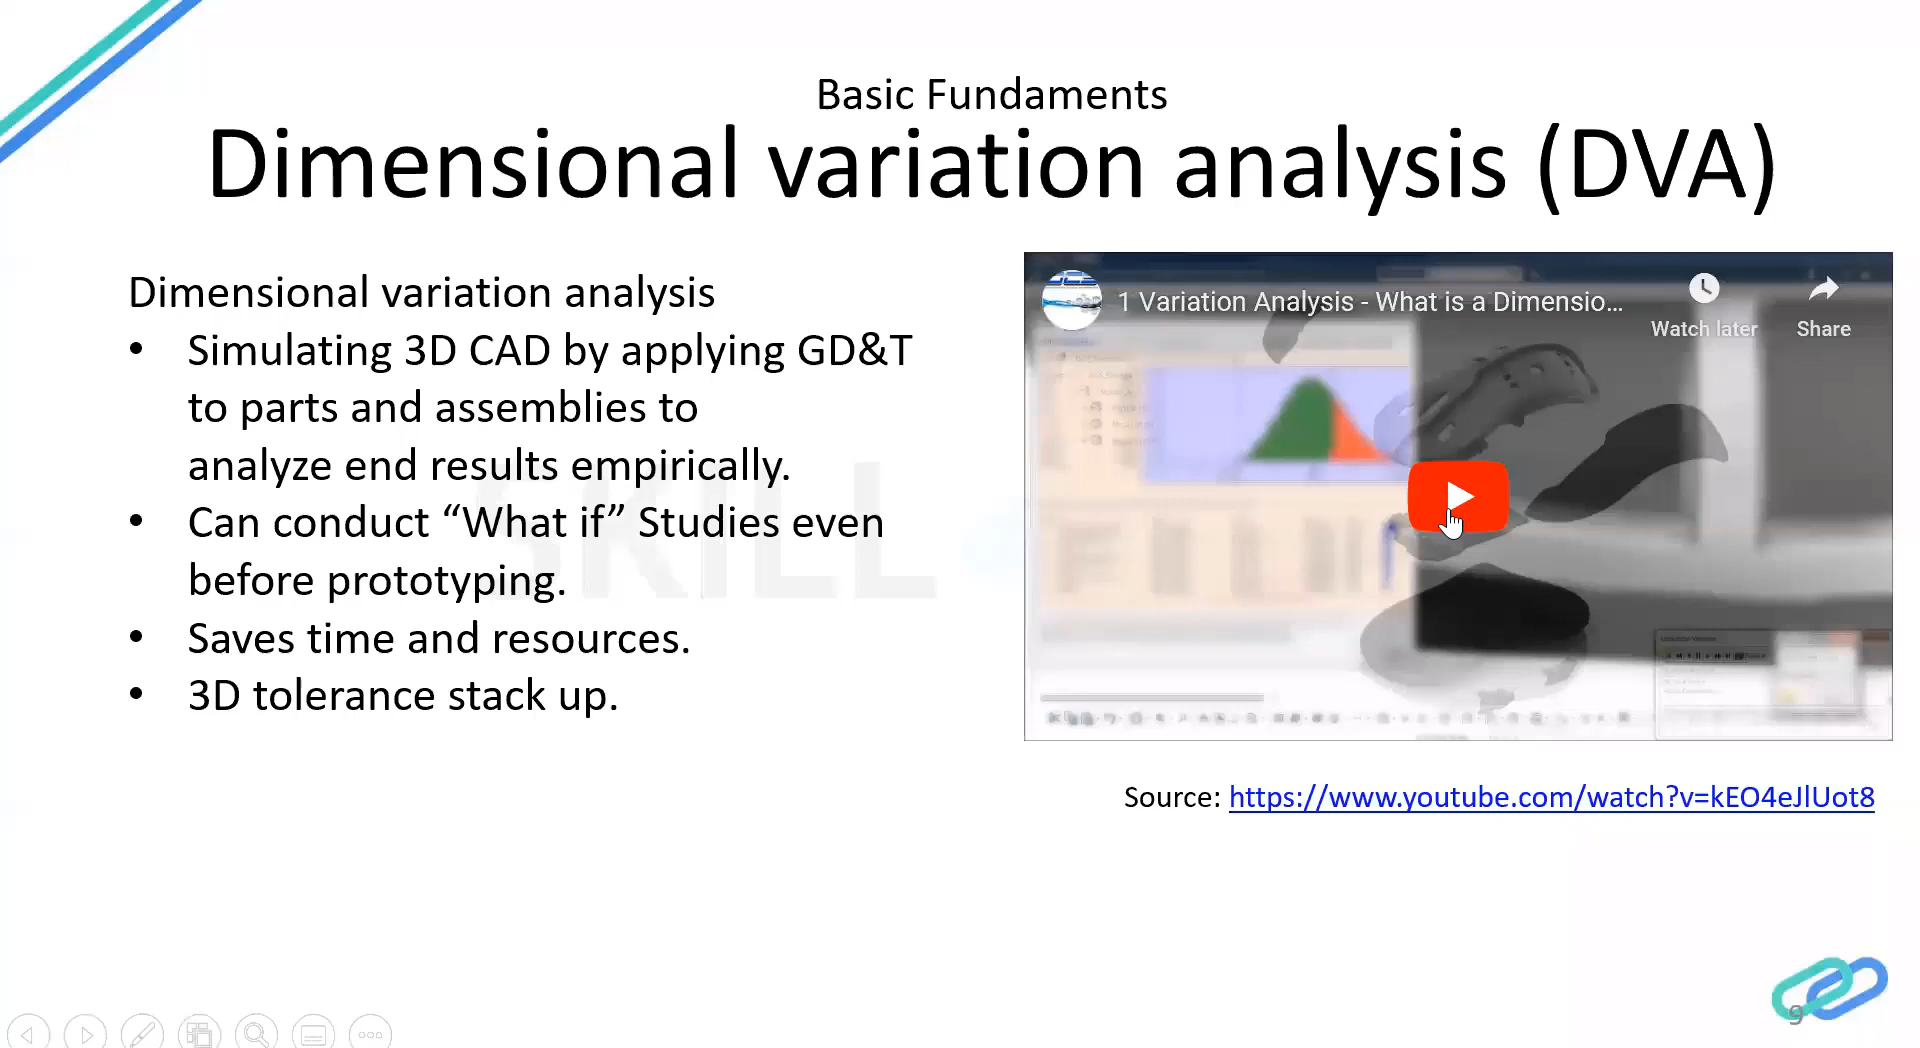 Basic Fundaments
Dimensional variation analysis (DVA)
Dimensional variation analysis
• Simulating 3D CAD by applying GD&T
to parts and assemblies to
analyze end results empirically.
• Can conduct “What if” Studies even
before prototyping.
• Saves time and resources.
• 3D tolerance stack up.
SKILL
1 Variation Analysis - What is a Dimensio...
Watch later
Share
Source: https://www.youtube.com/watch?v=kEO4eJlUot8
9